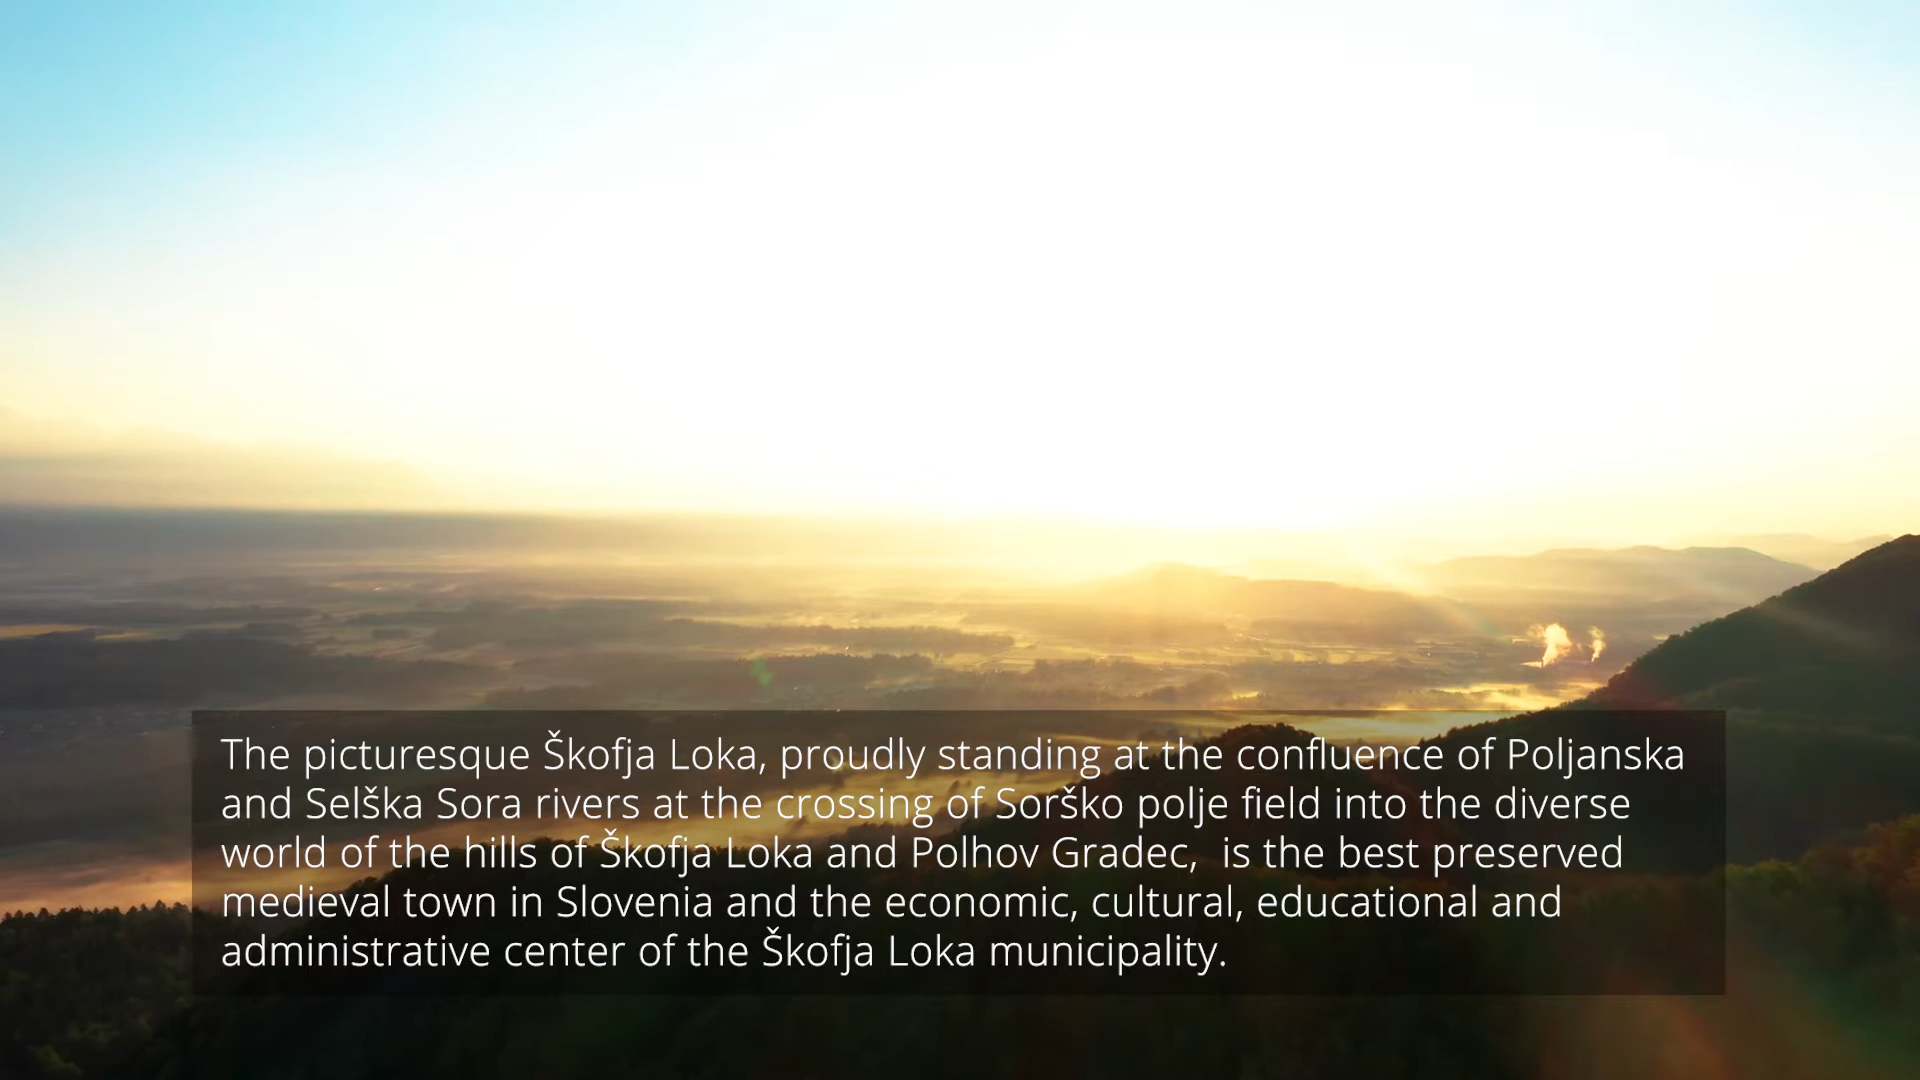 The picturesque Škofja Loka, proudly standing at the confluence of Poljanska
and Selška Sora rivers at the crossing of Sorško polje field into the diverse
world of the hills of Škofja Loka and Polhov Gradec,  is the best preserved
medieval town in Slovenia and the economic, cultural, educational and
administrative center of the Škofja Loka municipality.